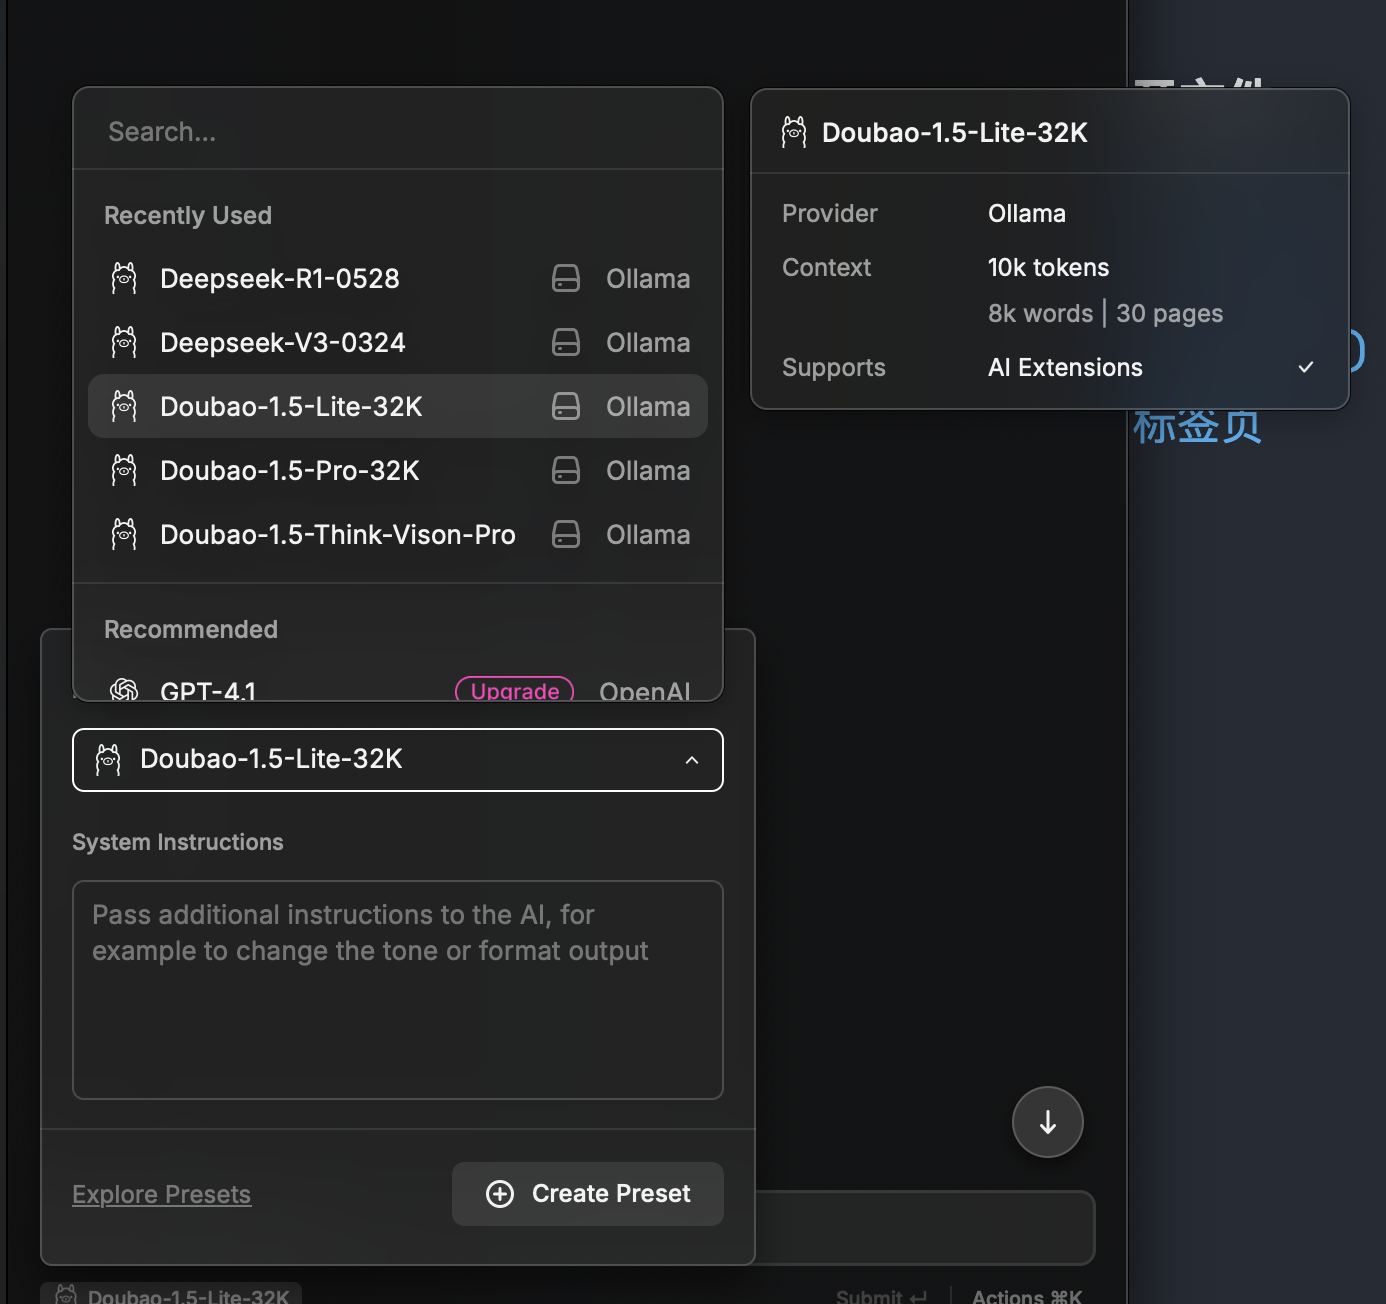 Search...
Recently Used
Deepseek-R1-0528 Ollama
Deepseek-V3-0324 Ollama
Doubao-1.5-Lite-32K Ollama
Doubao-1.5-Pro-32K Ollama
Doubao-1.5-Think-Vison-Pro Ollama
Recommended
GPT-4.1 Upgrade OpenAI
Doubao-1.5-Lite-32K
System Instructions
Pass additional instructions to the AI, for
example to change the tone or format output
Explore Presets
Create Preset
Doubao-1.5-Lite-32K
Submit ↵
Actions ⌘K
Doubao-1.5-Lite-32K
Provider Ollama
Context 10k tokens
8k words | 30 pages
Supports AI Extensions
标签页